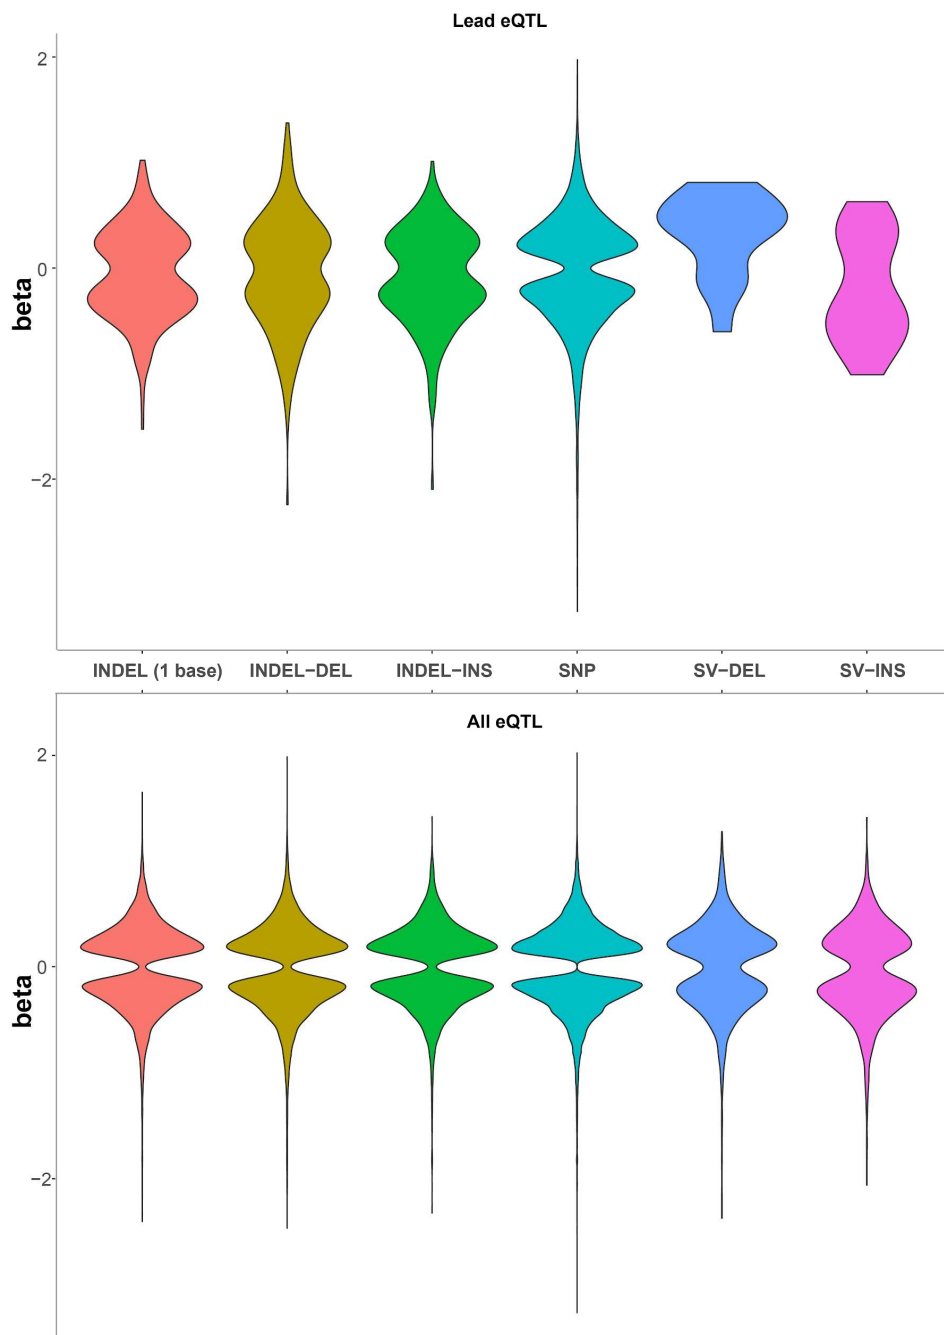 Lead eQTL
2
0
beta
−2
INDEL (1 base) INDEL−DEL INDEL−INS SNP SV−DEL SV−INS
All eQTL
2
0
beta
−2